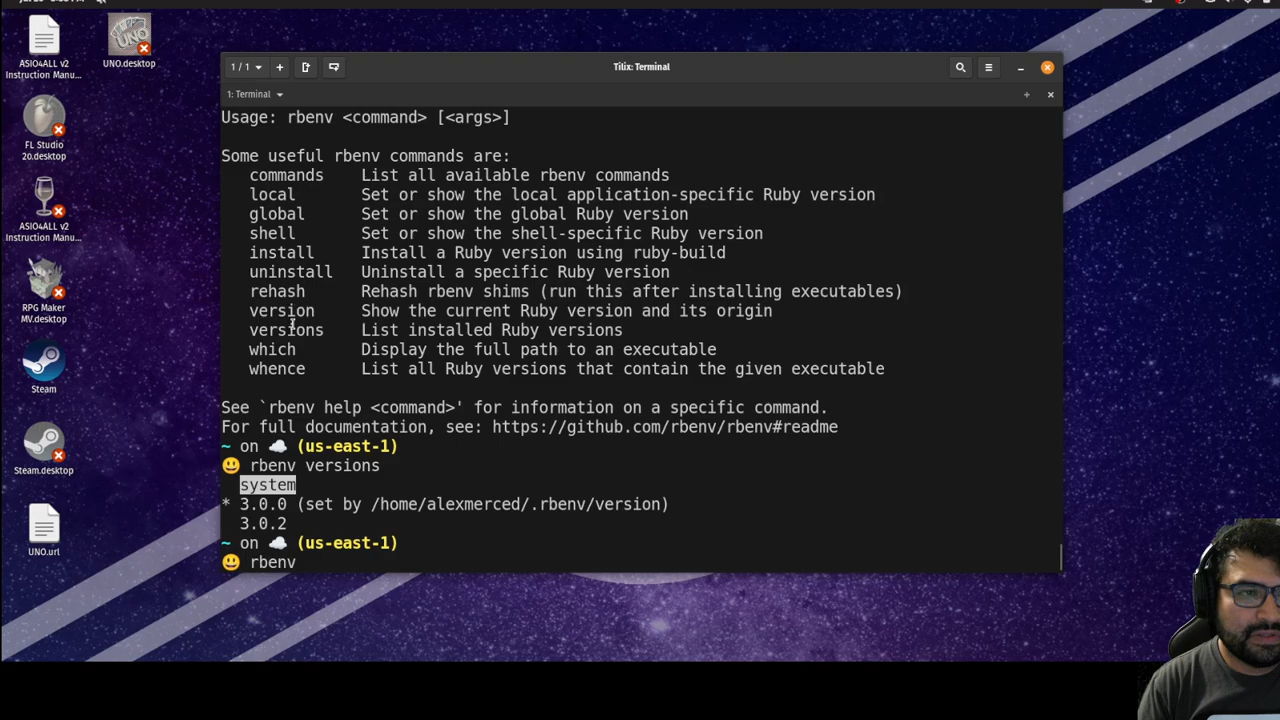 UNO.desktop
ASIO4ALL v2
Instruction Manu...
FL Studio
20.desktop
ASIO4ALL v2
Instruction Manu...
RPG Maker
MV.desktop
Steam
Steam.desktop
UNO.url
1 / 1
Tilix: Terminal
1: Terminal
Usage: rbenv <command> [<args>]
Some useful rbenv commands are:
commands    List all available rbenv commands
local       Set or show the local application-specific Ruby version
global      Set or show the global Ruby version
shell       Set or show the shell-specific Ruby version
install     Install a Ruby version using ruby-build
uninstall   Uninstall a specific Ruby version
rehash      Rehash rbenv shims (run this after installing executables)
version     Show the current Ruby version and its origin
versions    List installed Ruby versions
which       Display the full path to an executable
whence      List all Ruby versions that contain the given executable
See `rbenv help <command>' for information on a specific command.
For full documentation, see: https://github.com/rbenv/rbenv#readme
~ on ☁️ (us-east-1)
😃 rbenv versions
system
* 3.0.0 (set by /home/alexmerced/.rbenv/version)
3.0.2
~ on ☁️ (us-east-1)
😃 rbenv